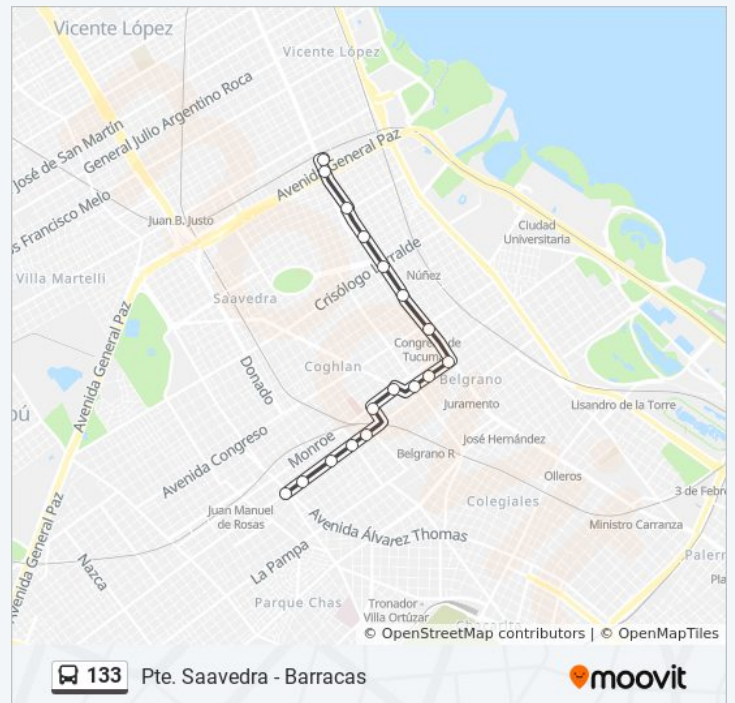 Vicente López
Vicente López
José de San Martín
General Julio Argentino Roca
Avenida General Paz
Francisco Melo
Juan B. Justo
Ciudad
Universitaria
Villa Martelli
Crisólogo Larralde
Núñez
Saavedra
Congreso de
Tucum
Avenida General Paz
Donado
Coghlan
Belgrano
Juramento
Lisandro de la Torre
Monroe
Avenida Congreso
José Hernández
Belgrano R
Olleros
3 de Febre
Juan Manuel
de Rosas
Colegiales
Ministro Carranza
Avenida Álvarez Thomas
Avenida General Paz
Nazca
La Pampa
Palerm
Pla
Parque Chas
Tronador -
Villa Ortúzar
© OpenStreetMap contributors | © OpenMapTiles
133 Pte. Saavedra - Barracas
moovit